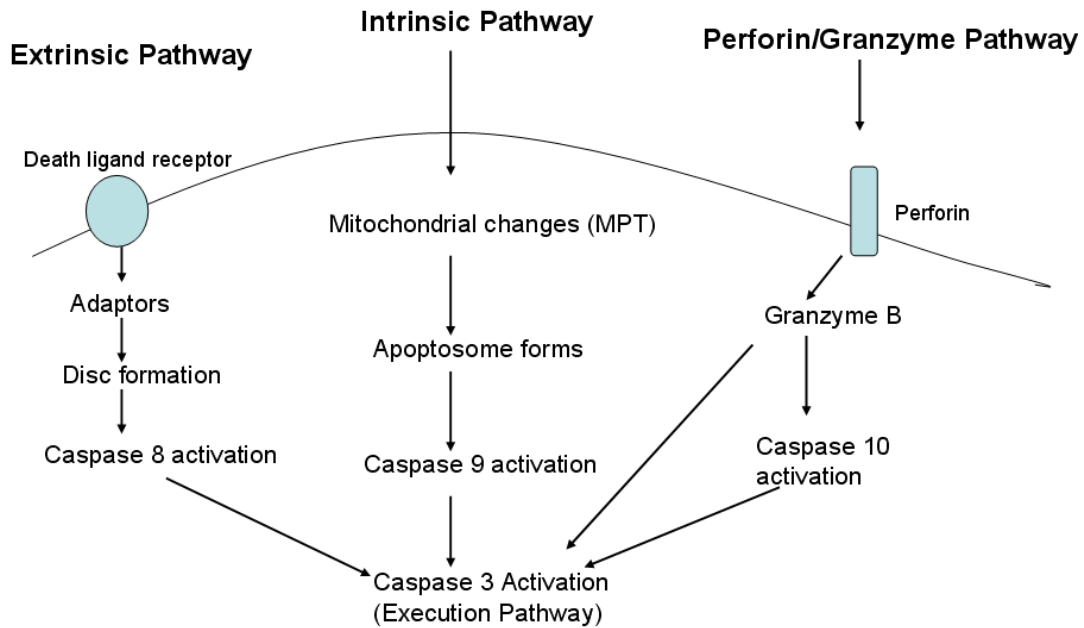 Extrinsic Pathway
Intrinsic Pathway
Perforin/Granzyme Pathway
Death ligand receptor
Perforin
Mitochondrial changes (MPT)
Adaptors
Granzyme B
Apoptosome forms
Disc formation
Caspase 8 activation
Caspase 9 activation
Caspase 10
activation
Caspase 3 Activation
(Execution Pathway)